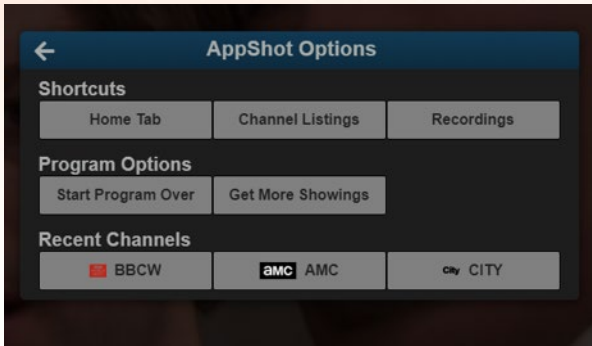 AppShot Options
Shortcuts
Home Tab Channel Listings Recordings
Program Options
Start Program Over Get More Showings
Recent Channels
BBCW amc AMC City CITY